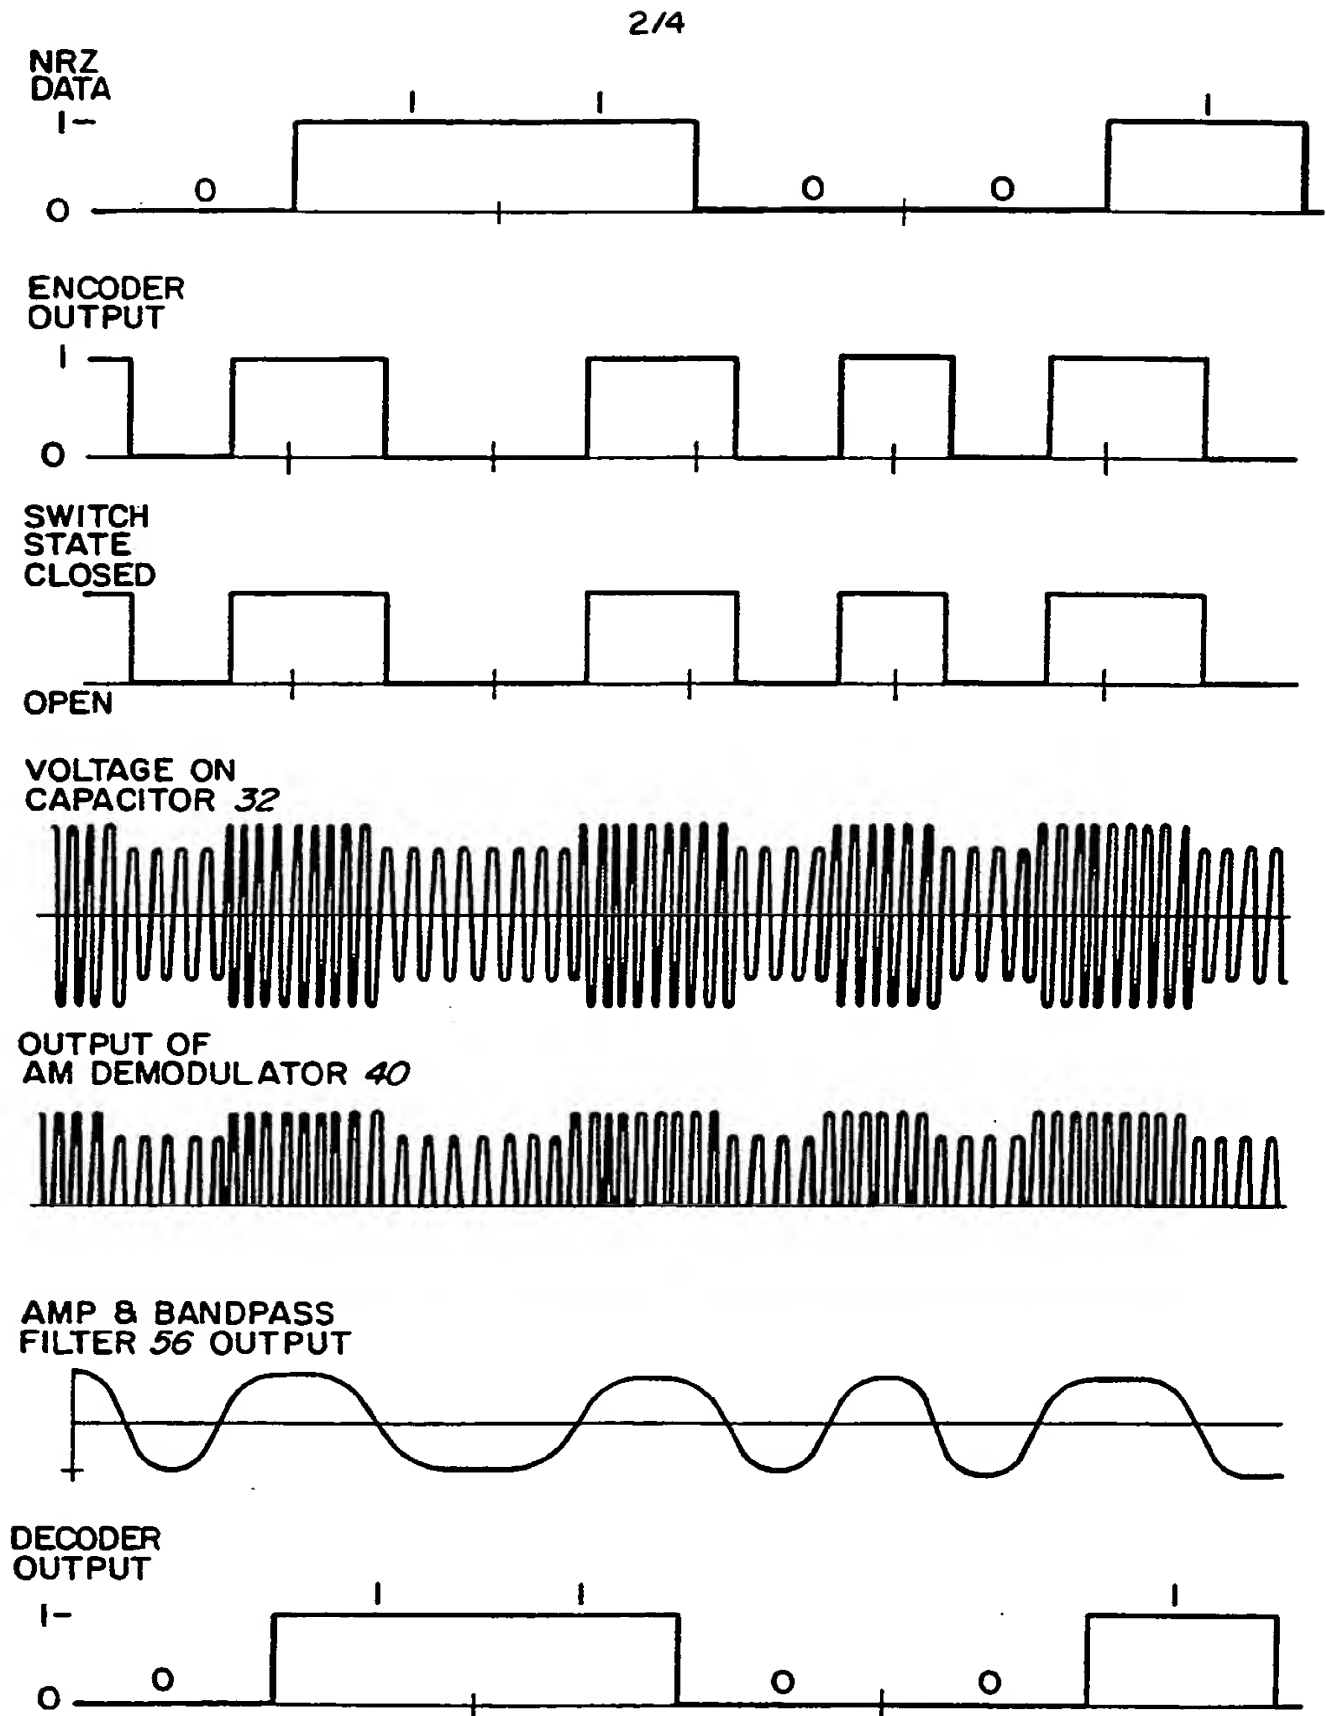 2/4
NRZ
DATA
1 1 1
1-
0 0 0
0
ENCODER
OUTPUT
1
0
SWITCH
STATE
CLOSED
OPEN
VOLTAGE ON
CAPACITOR 32
OUTPUT OF
AM DEMODULATOR 40
AMP & BANDPASS
FILTER 56 OUTPUT
DECODER
OUTPUT
1 1 1
1-
0 0 0
0